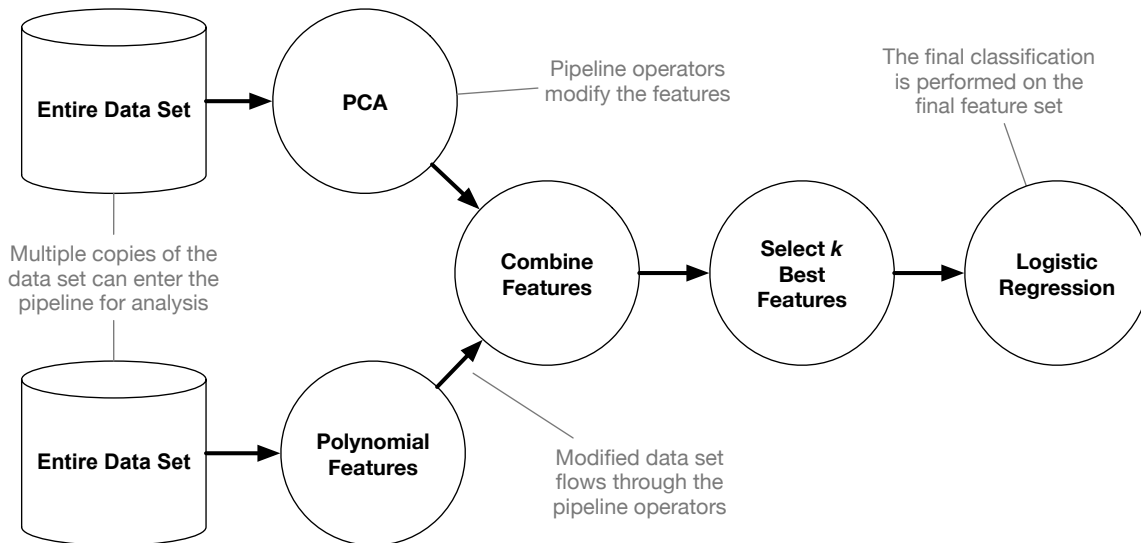 Entire Data Set
PCA
Pipeline operators
modify the features
The final classification
is performed on the
final feature set
Multiple copies of the
data set can enter the
pipeline for analysis
Combine
Features
Select k
Best
Features
Logistic
Regression
Entire Data Set
Polynomial
Features
Modified data set
flows through the
pipeline operators